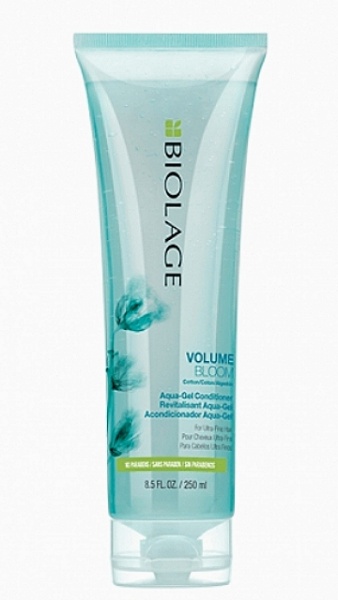 BIOLAGE
VOLUME
BLOOM
Cotton/Coton/Algodón
Aqua-Gel Conditioner
Revitalisant Aqua-Gel
Acondicionador Aqua-Gel
For Ultra-Fine Hair
Pour Cheveux Ultra-Fins
Para Cabellos Ultra Finos
NO PARABENS / SANS PARABEN / SIN PARABENOS
8.5 FL.OZ. / 250 ml